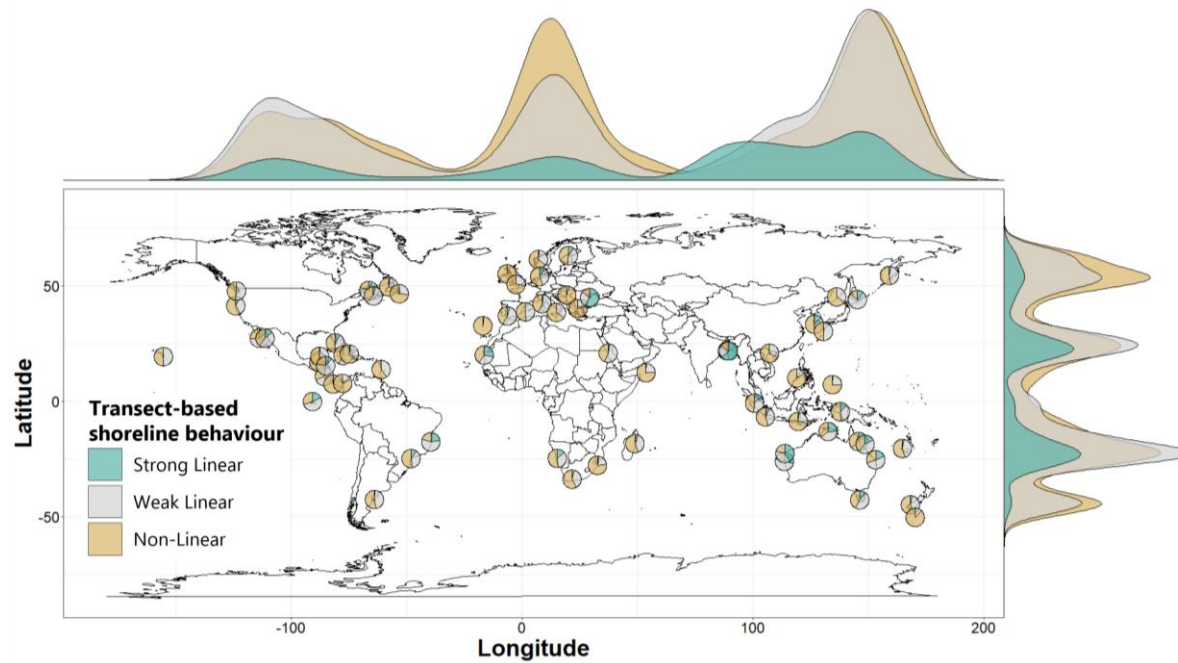 50
0
-50
Latitude
Transect-based
shoreline behaviour
Strong Linear
Weak Linear
Non-Linear
-100
0
100
200
Longitude